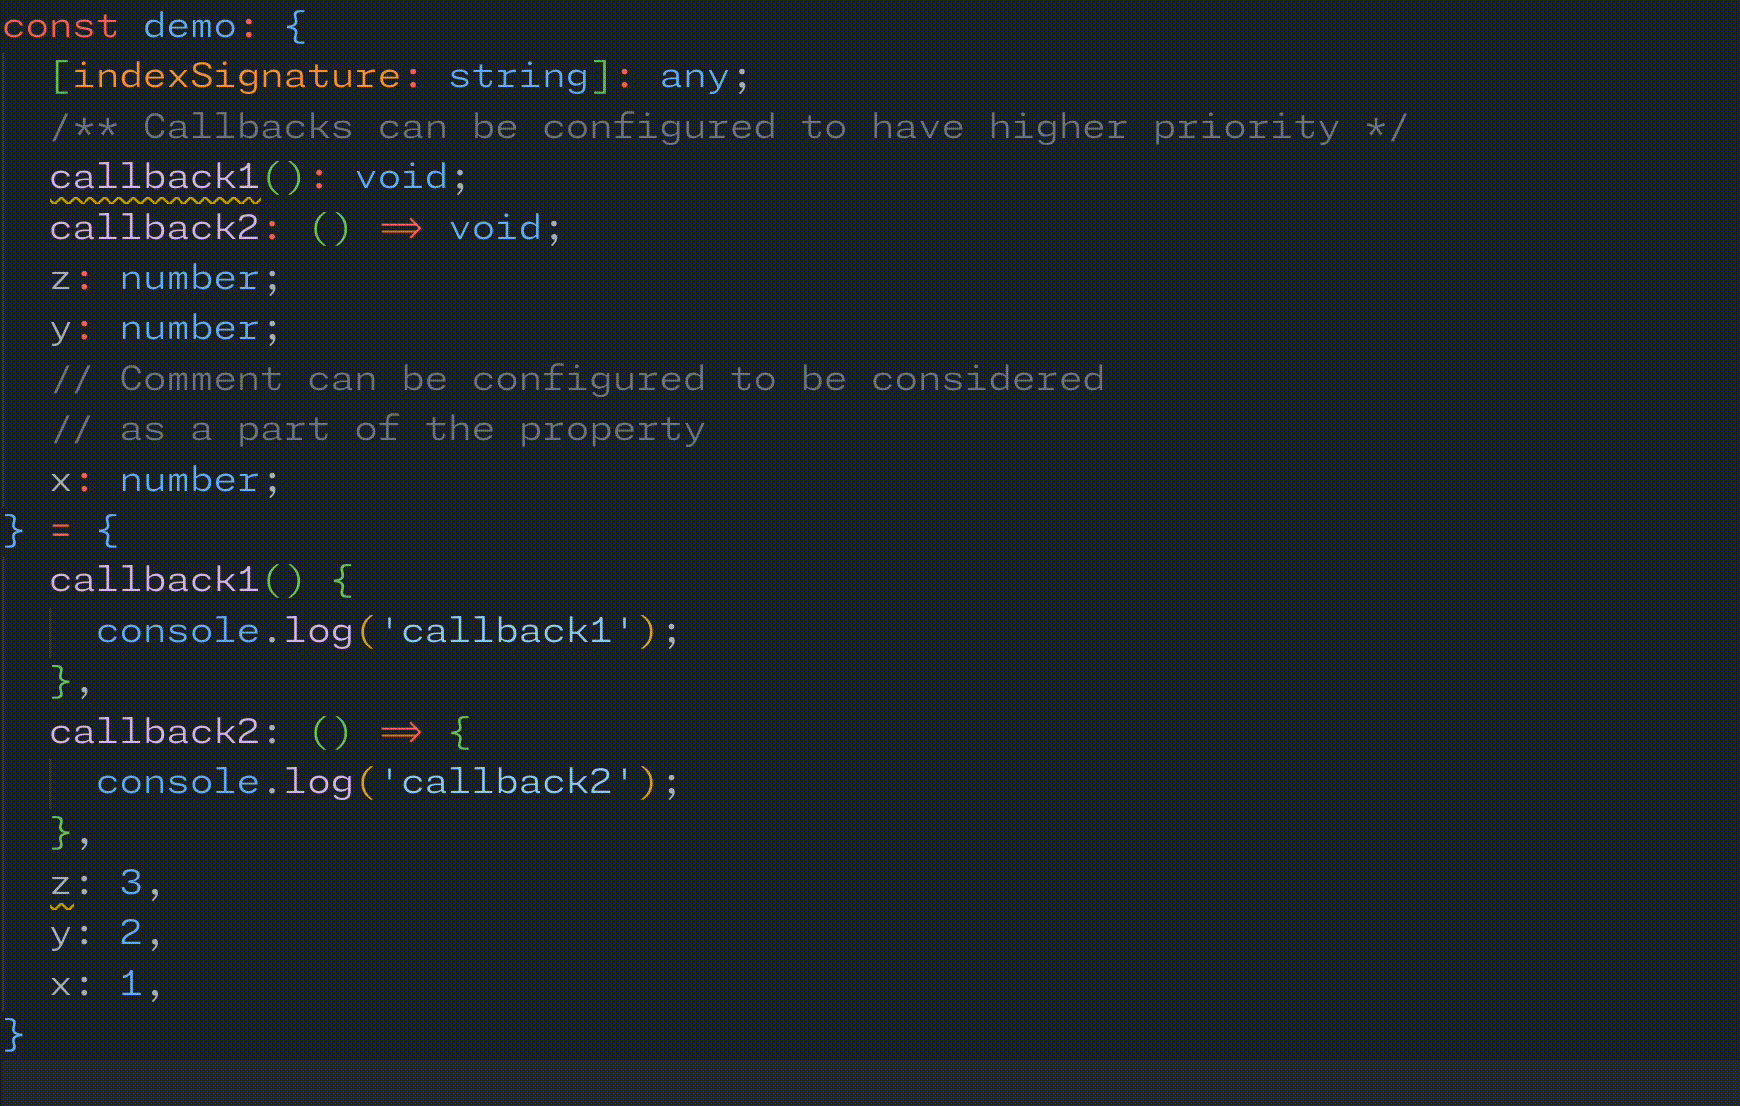 const demo: {
  [indexSignature: string]: any;
  /** Callbacks can be configured to have higher priority */
  callback1(): void;
  callback2: () => void;
  z: number;
  y: number;
  // Comment can be configured to be considered
  // as a part of the property
  x: number;
} = {
  callback1() {
    console.log('callback1');
  },
  callback2: () => {
    console.log('callback2');
  },
  z: 3,
  y: 2,
  x: 1,
}